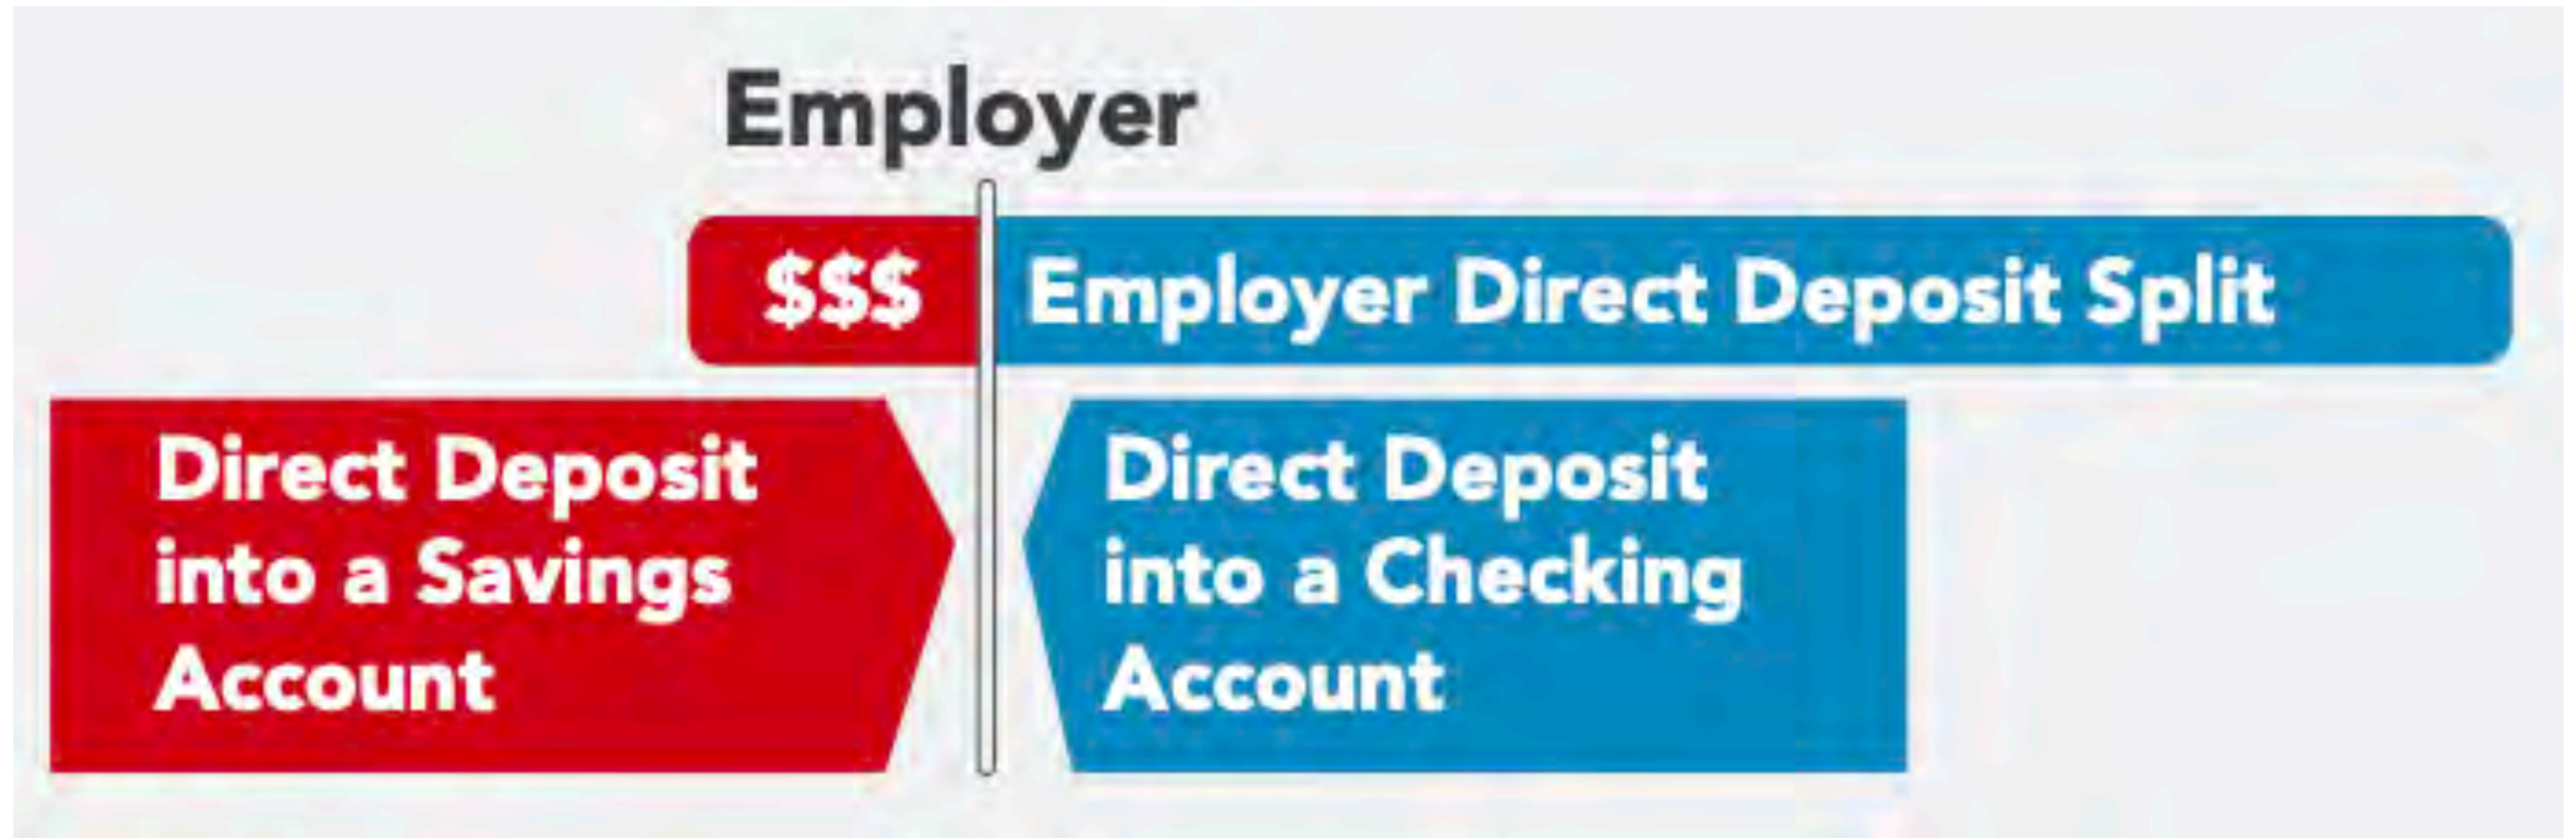 Employer
$$$ Employer Direct Deposit Split
Direct Deposit
into a Savings
Account
Direct Deposit
into a Checking
Account